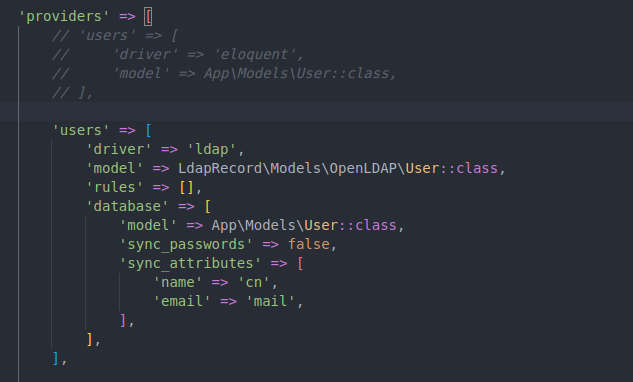 'providers' => [
    // 'users' => [
    //     'driver' => 'eloquent',
    //     'model' => App\Models\User::class,
    // ],
    'users' => [
        'driver' => 'ldap',
        'model' => LdapRecord\Models\OpenLDAP\User::class,
        'rules' => [],
        'database' => [
            'model' => App\Models\User::class,
            'sync_passwords' => false,
            'sync_attributes' => [
                'name' => 'cn',
                'email' => 'mail',
            ],
        ],
    ],